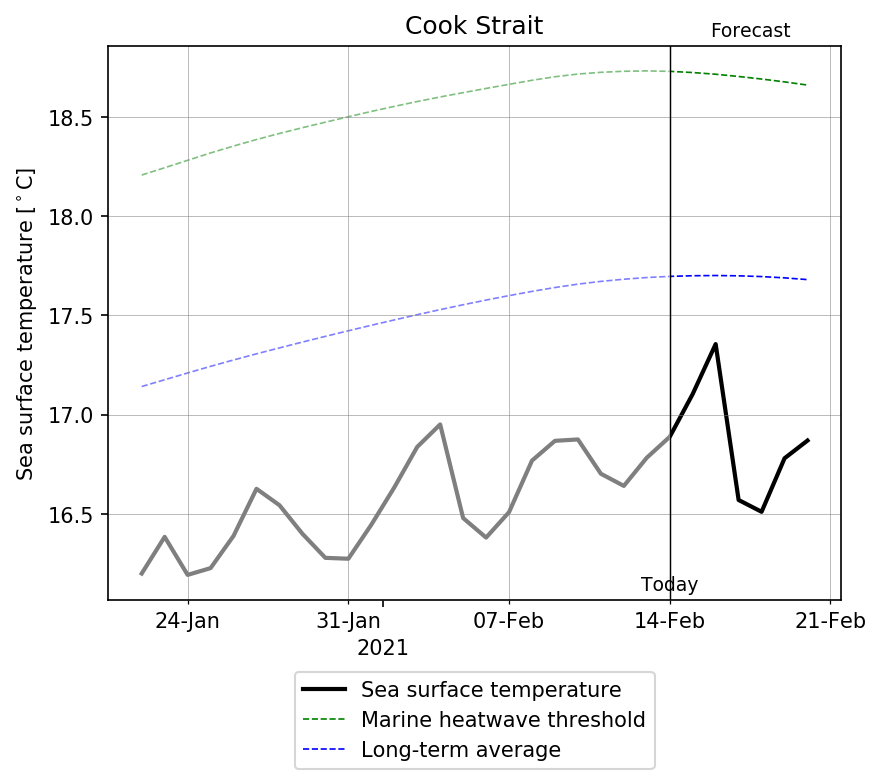 Cook Strait
Forecast
Sea surface temperature [°C]
18.5
18.0
17.5
17.0
16.5
Today
24-Jan
31-Jan
07-Feb
14-Feb
21-Feb
2021
Sea surface temperature
Marine heatwave threshold
Long-term average